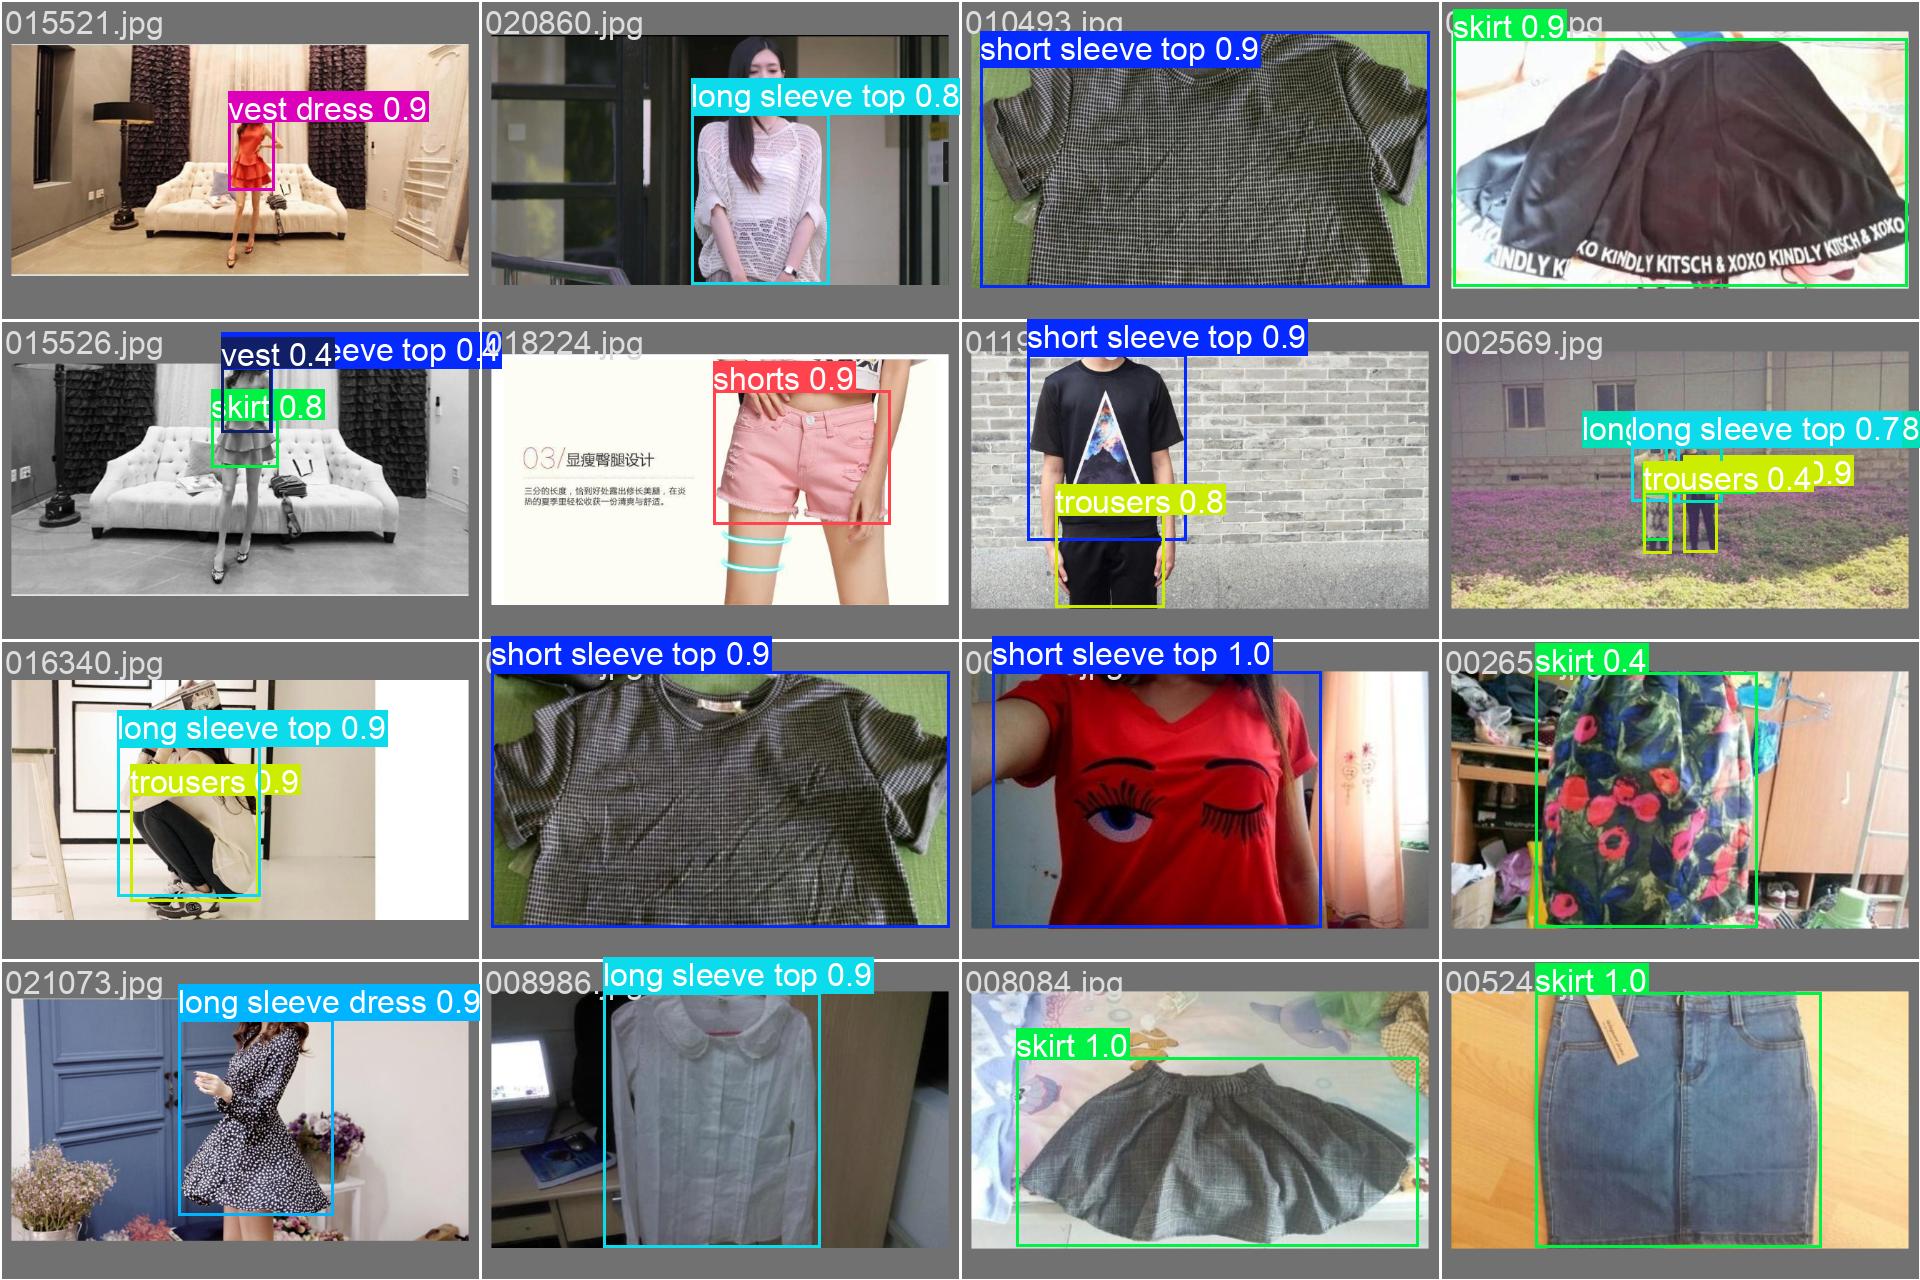 015521.jpg
vest dress 0.9
020860.jpg
long sleeve top 0.8
010493.jpg
short sleeve top 0.9
skirt 0.9
pg
XO KINDLY KITSCH & XOXO KINDLY KITSCH & XOXO
KINDLY K
015526.jpg
vest 0.4
eeve top 0.4
skirt 0.8
018224.jpg
shorts 0.9
03/显瘦臀腿设计
三分的长度,恰到好处露出修长美腿,在炎
热的夏季里轻松收获一份清爽与舒适。
0119
short sleeve top 0.9
trousers 0.8
002569.jpg
long
long sleeve top 0.78
trousers 0.4
0.9
016340.jpg
long sleeve top 0.9
trousers 0.9
short sleeve top 0.9
00
short sleeve top 1.0
00265
skirt 0.4
021073.jpg
long sleeve dress 0.9
008986.jpg
long sleeve top 0.9
008084.jpg
skirt 1.0
00524
skirt 1.0